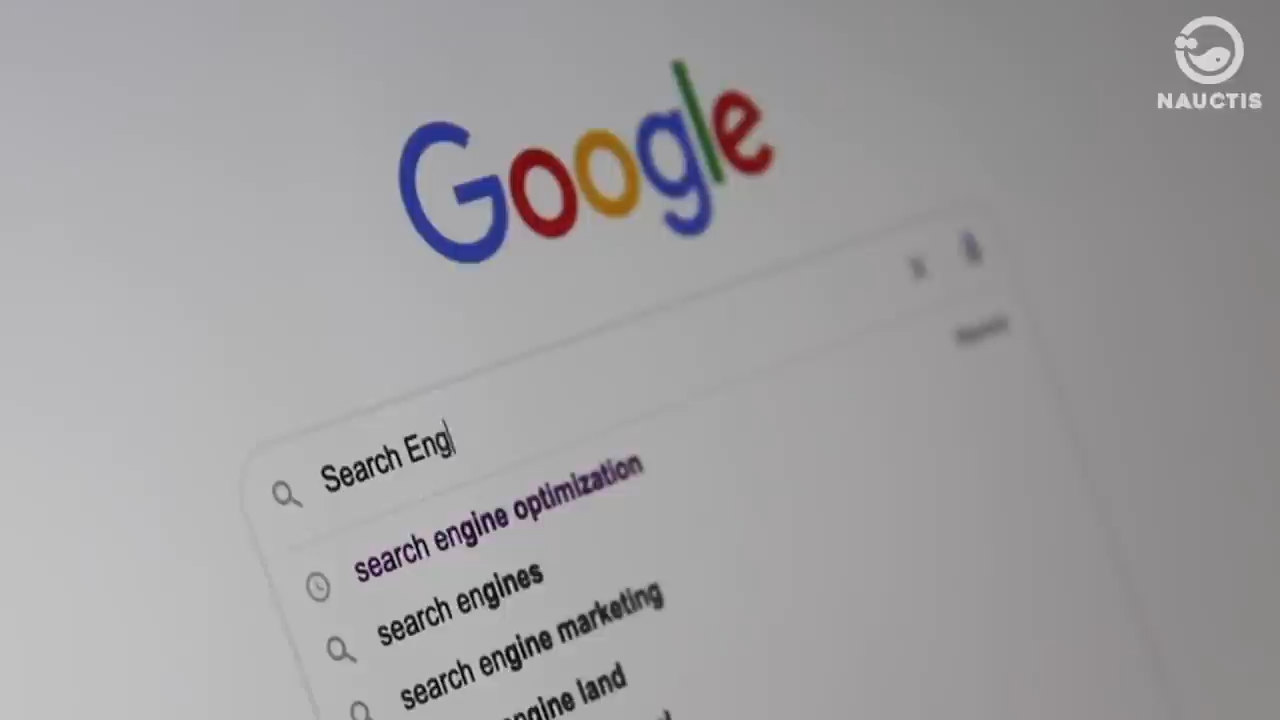 NAUCTIS
Google
Search Eng
search engine optimization
search engines
search engine marketing
engine land